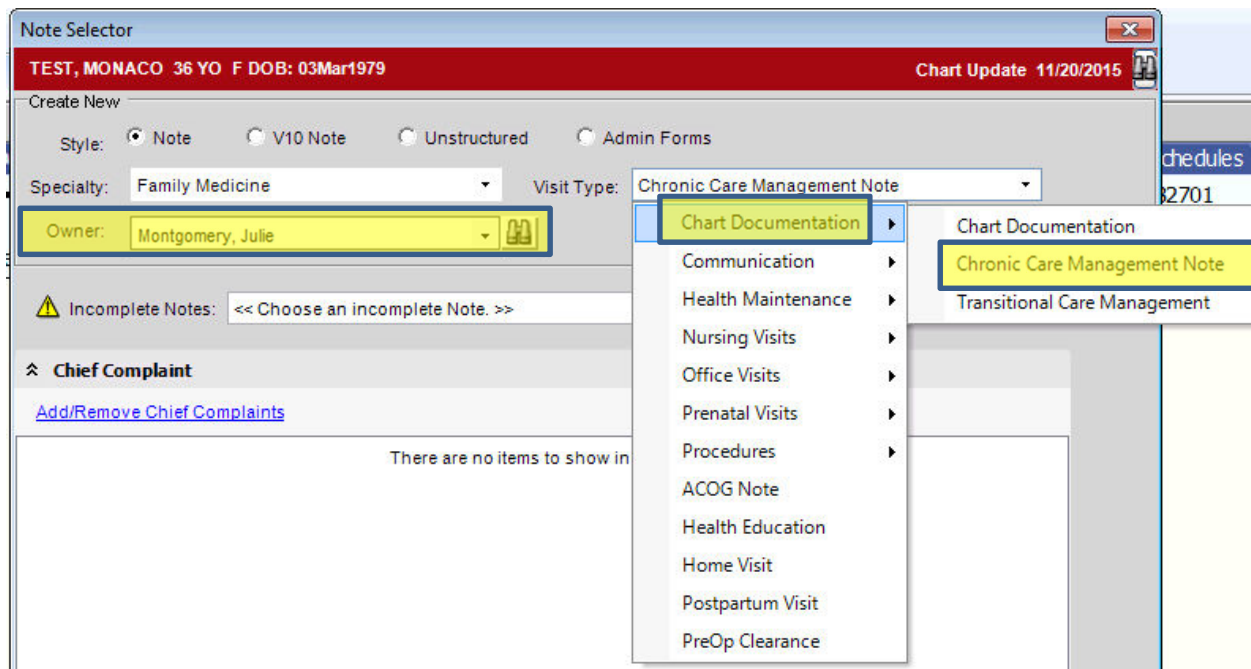 Note Selector
TEST, MONACO 36 YO F DOB: 03Mar1979 Chart Update 11/20/2015
Create New
Style: Note V10 Note Unstructured Admin Forms
chedules
Specialty: Family Medicine Visit Type: Chronic Care Management Note
32701
Owner: Montgomery, Julie
Chart Documentation
Chart Documentation
Communication
Chronic Care Management Note
Incomplete Notes: << Choose an incomplete Note. >>
Health Maintenance
Transitional Care Management
Nursing Visits
Chief Complaint
Office Visits
Add/Remove Chief Complaints
Prenatal Visits
There are no items to show in
Procedures
ACOG Note
Health Education
Home Visit
Postpartum Visit
PreOp Clearance